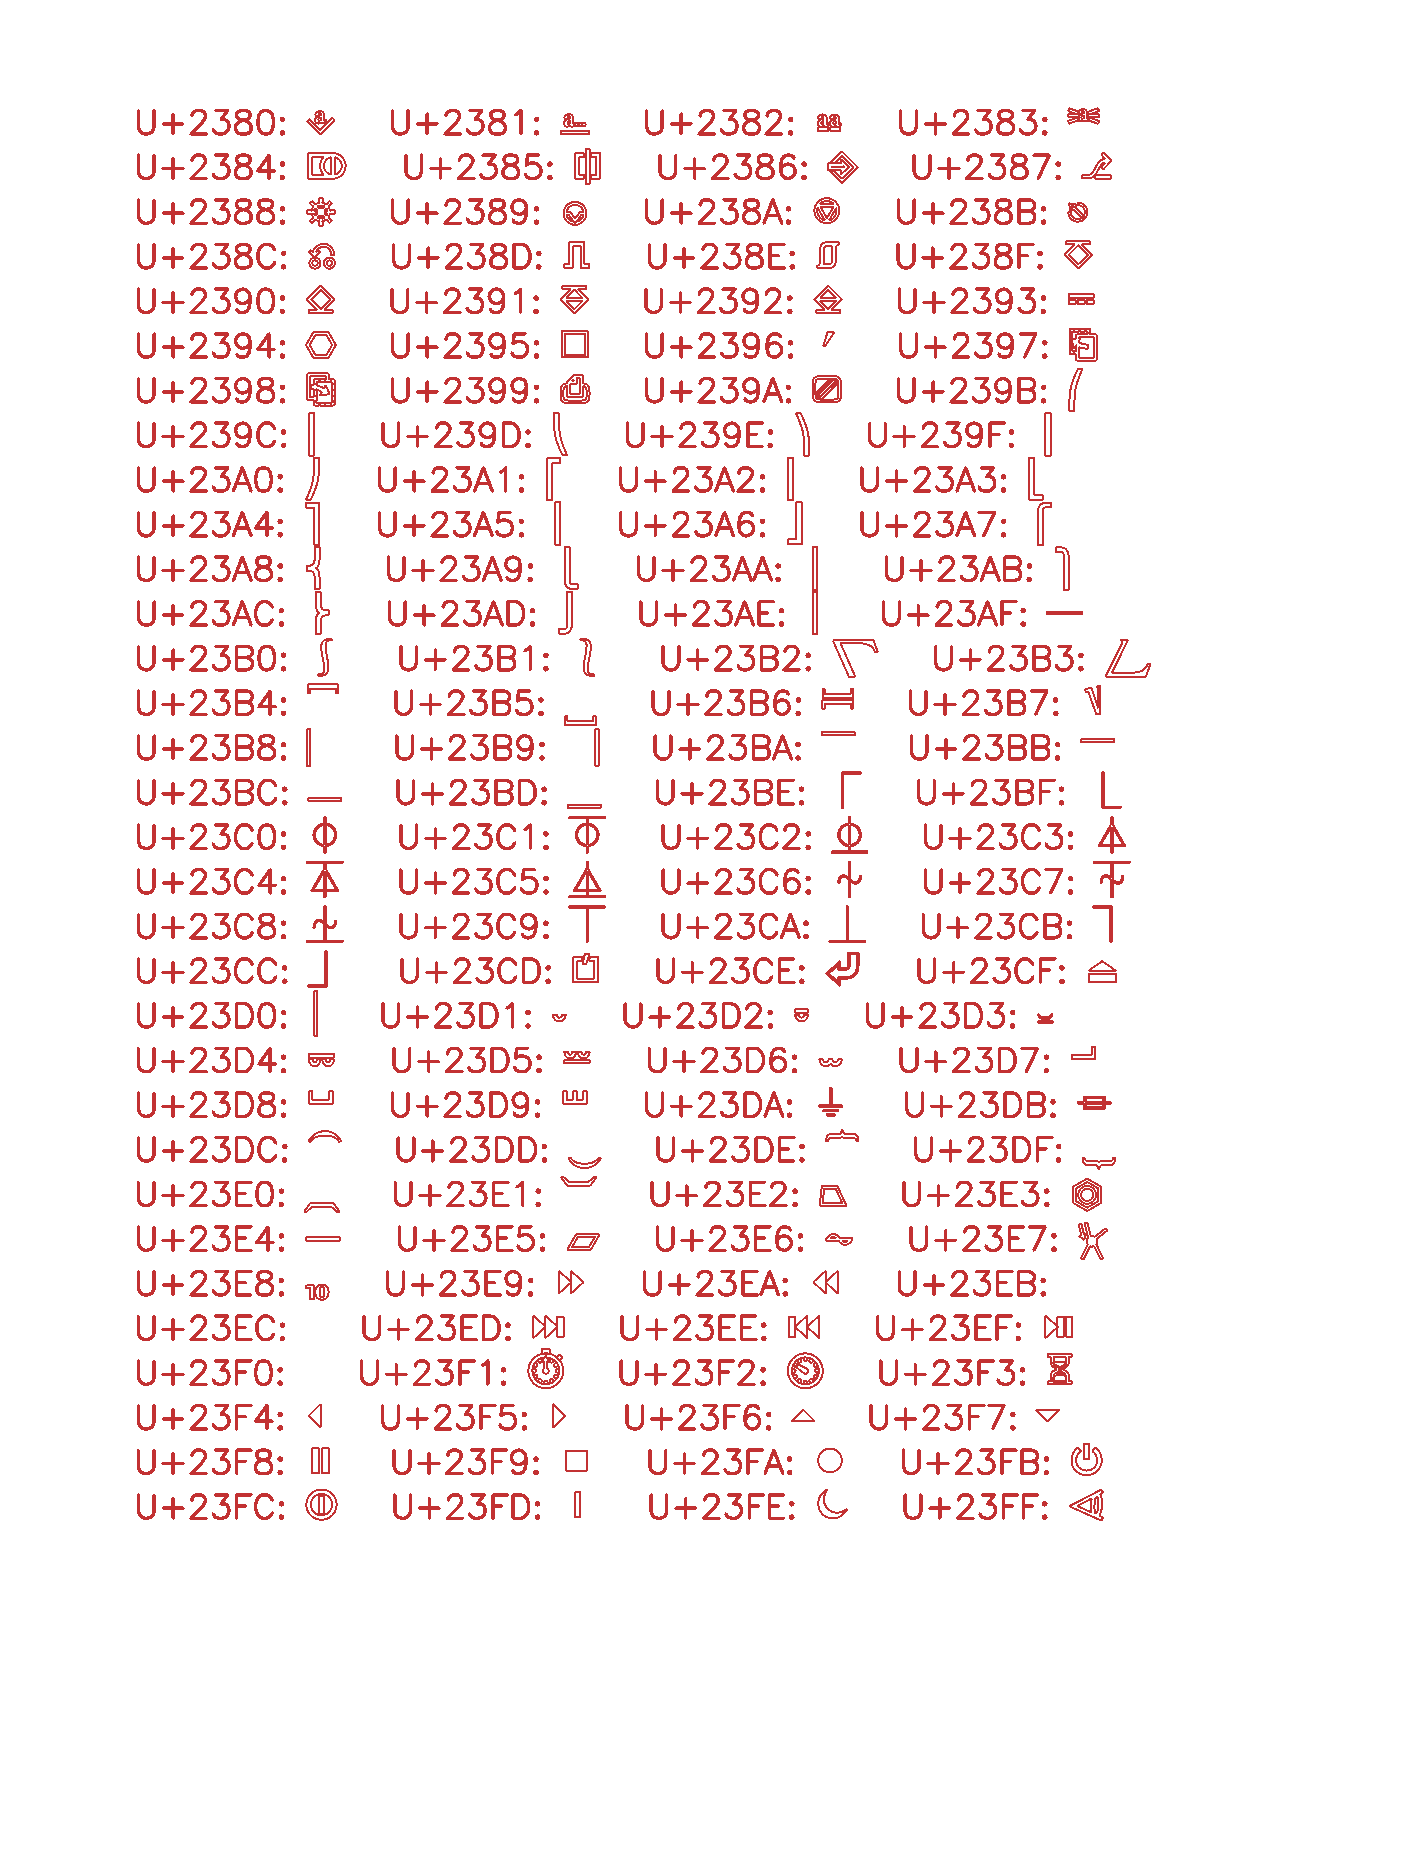 U+2380: ⎀ U+2381: ⎁ U+2382: ⎂ U+2383: ⎃
U+2384: ⎄ U+2385: ⎅ U+2386: ⎆ U+2387: ⎇
U+2388: ⎈ U+2389: ⎉ U+238A: ⎊ U+238B: ⎋
U+238C: ⎌ U+238D: ⎍ U+238E: ⎎ U+238F: ⎏
U+2390: ⎐ U+2391: ⎑ U+2392: ⎒ U+2393: ⎓
U+2394: ⎔ U+2395: ⎕ U+2396: ⎖ U+2397: ⎗
U+2398: ⎘ U+2399: ⎙ U+239A: ⎚ U+239B: ⎛
U+239C: ⎜ U+239D: ⎝ U+239E: ⎞ U+239F: ⎟
U+23A0: ⎠ U+23A1: ⎡ U+23A2: ⎢ U+23A3: ⎣
U+23A4: ⎤ U+23A5: ⎥ U+23A6: ⎦ U+23A7: ⎧
U+23A8: ⎨ U+23A9: ⎩ U+23AA: ⎪ U+23AB: ⎫
U+23AC: ⎬ U+23AD: ⎭ U+23AE: ⎮ U+23AF: ⎯
U+23B0: ⎰ U+23B1: ⎱ U+23B2: ⎲ U+23B3: ⎳
U+23B4: ⎴ U+23B5: ⎵ U+23B6: ⎶ U+23B7: ⎷
U+23B8: ⎸ U+23B9: ⎹ U+23BA: ⎺ U+23BB: ⎻
U+23BC: ⎼ U+23BD: ⎽ U+23BE: ⎾ U+23BF: ⎿
U+23C0: ⏀ U+23C1: ⏁ U+23C2: ⏂ U+23C3: ⏃
U+23C4: ⏄ U+23C5: ⏅ U+23C6: ⏆ U+23C7: ⏇
U+23C8: ⏈ U+23C9: ⏉ U+23CA: ⏊ U+23CB: ⏋
U+23CC: ⏌ U+23CD: ⏍ U+23CE: ⏎ U+23CF: ⏏
U+23D0: ⏐ U+23D1: ⏑ U+23D2: ⏒ U+23D3: ⏓
U+23D4: ⏔ U+23D5: ⏕ U+23D6: ⏖ U+23D7: ⏗
U+23D8: ⏘ U+23D9: ⏙ U+23DA: ⏚ U+23DB: ⏛
U+23DC: ⏜ U+23DD: ⏝ U+23DE: ⏞ U+23DF: ⏟
U+23E0: ⏠ U+23E1: ⏡ U+23E2: ⏢ U+23E3: ⏣
U+23E4: ⏤ U+23E5: ⏥ U+23E6: ⏦ U+23E7: ⏧
U+23E8: ⏨ U+23E9: ⏩ U+23EA: ⏪ U+23EB:
U+23EC: U+23ED: ⏭ U+23EE: ⏮ U+23EF: ⏯
U+23F0: U+23F1: ⏱ U+23F2: ⏲ U+23F3: ⏳
U+23F4: ⏴ U+23F5: ⏵ U+23F6: ⏶ U+23F7: ⏷
U+23F8: ⏸ U+23F9: ⏹ U+23FA: ⏺ U+23FB: ⏻
U+23FC: ⏼ U+23FD: ⏽ U+23FE: ⏾ U+23FF: ⏿